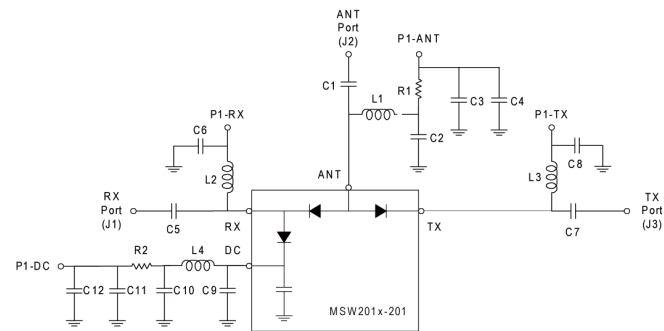 ANT
Port
(J2)
P1-ANT
C1
R1
L1
C3
C4
P1-RX
P1-TX
C6
C2
C8
L2
ANT
L3
RX
Port
(J1)
TX
Port
(J3)
C5
RX
TX
C7
P1-DC
R2
L4
DC
C12
C11
C10
C9
MSW201x-201